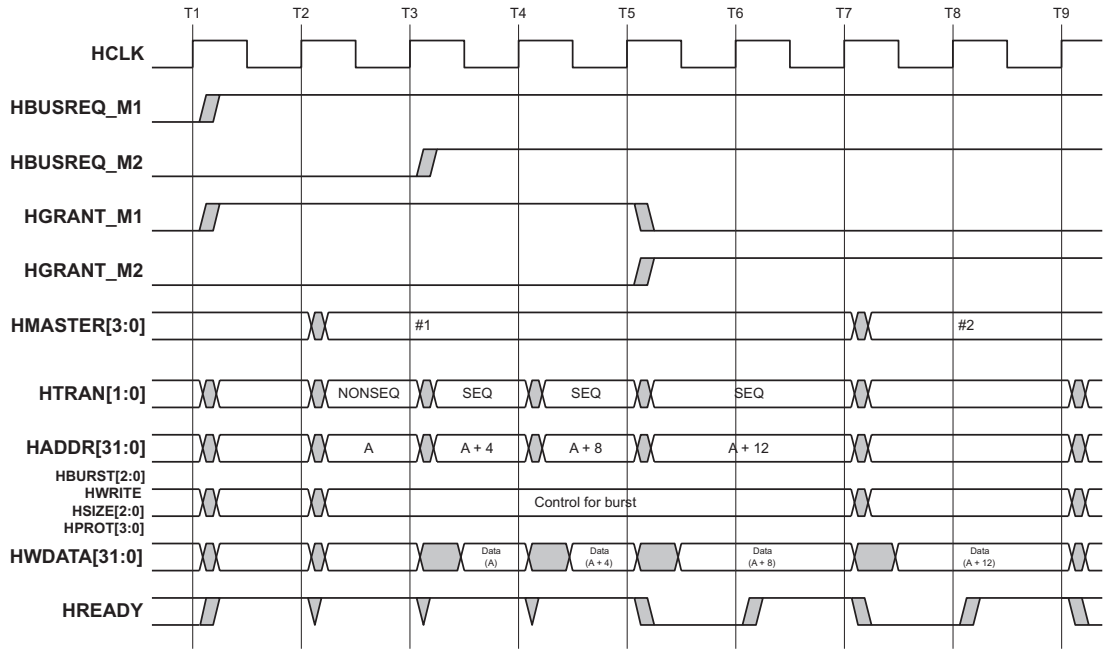 T1 T2 T3 T4 T5 T6 T7 T8 T9
HCLK
HBUSREQ_M1
HBUSREQ_M2
HGRANT_M1
HGRANT_M2
HMASTER[3:0] #1 #2
HTRAN[1:0] NONSEQ SEQ SEQ SEQ
HADDR[31:0] A A + 4 A + 8 A + 12
HBURST[2:0]
HWRITE
Control for burst
HSIZE[2:0]
HPROT[3:0]
HWDATA[31:0] Data Data Data Data
(A) (A + 4) (A + 8) (A + 12)
HREADY